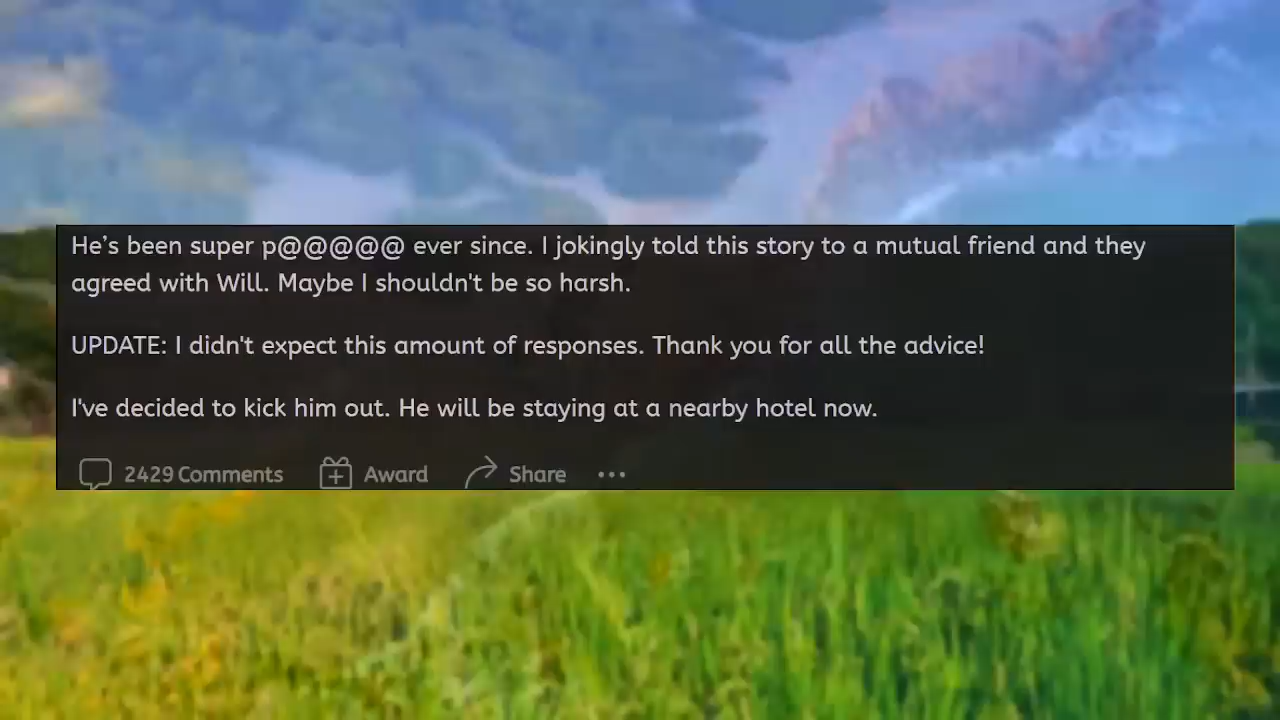 He’s been super p@@@@@ ever since. I jokingly told this story to a mutual friend and they
agreed with Will. Maybe I shouldn't be so harsh.
UPDATE: I didn't expect this amount of responses. Thank you for all the advice!
I've decided to kick him out. He will be staying at a nearby hotel now.
2429 Comments Award Share •••